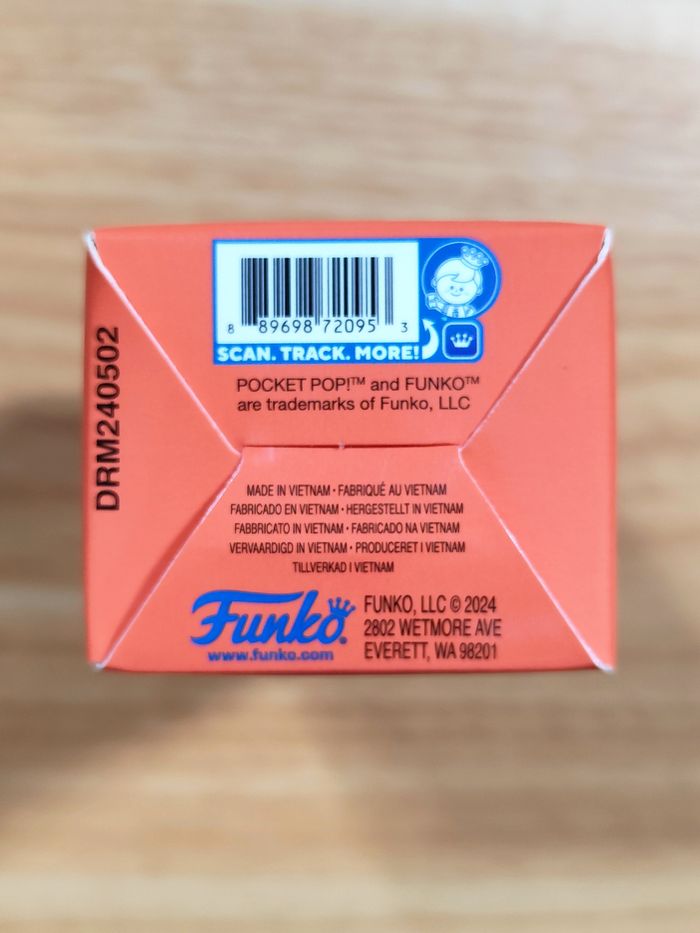 8 89698 72095 3
SCAN. TRACK. MORE!
POCKET POP!™ and FUNKO™
are trademarks of Funko, LLC
DRM240502
MADE IN VIETNAM • FABRIQUÉ AU VIETNAM
FABRICADO EN VIETNAM • HERGESTELLT IN VIETNAM
FABBRICATO IN VIETNAM • FABRICADO NA VIETNAM
VERVAARDIGD IN VIETNAM • PRODUCERET I VIETNAM
TILLVERKAD I VIETNAM
Funko®
www.funko.com
FUNKO, LLC © 2024
2802 WETMORE AVE
EVERETT, WA 98201